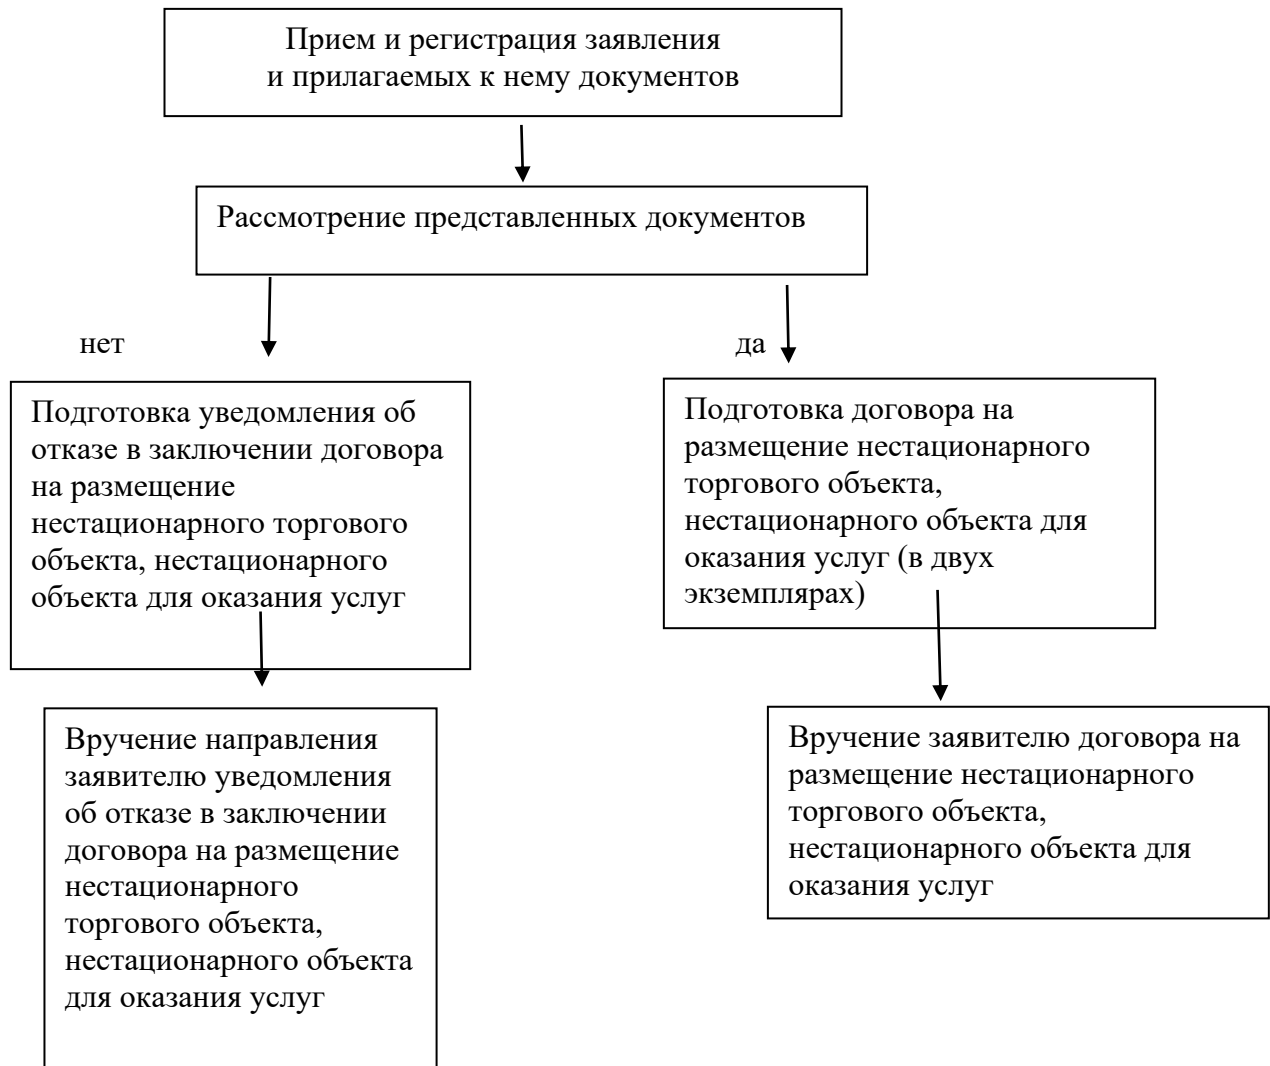 Прием и регистрация заявления
и прилагаемых к нему документов
Рассмотрение представленных документов
нет
да
Подготовка уведомления об
отказе в заключении договора
на размещение
нестационарного торгового
объекта, нестационарного
объекта для оказания услуг
Подготовка договора на
размещение нестационарного
торгового объекта,
нестационарного объекта для
оказания услуг (в двух
экземплярах)
Вручение направления
заявителю уведомления
об отказе в заключении
договора на размещение
нестационарного
торгового объекта,
нестационарного объекта
для оказания услуг
Вручение заявителю договора на
размещение нестационарного
торгового объекта,
нестационарного объекта для
оказания услуг